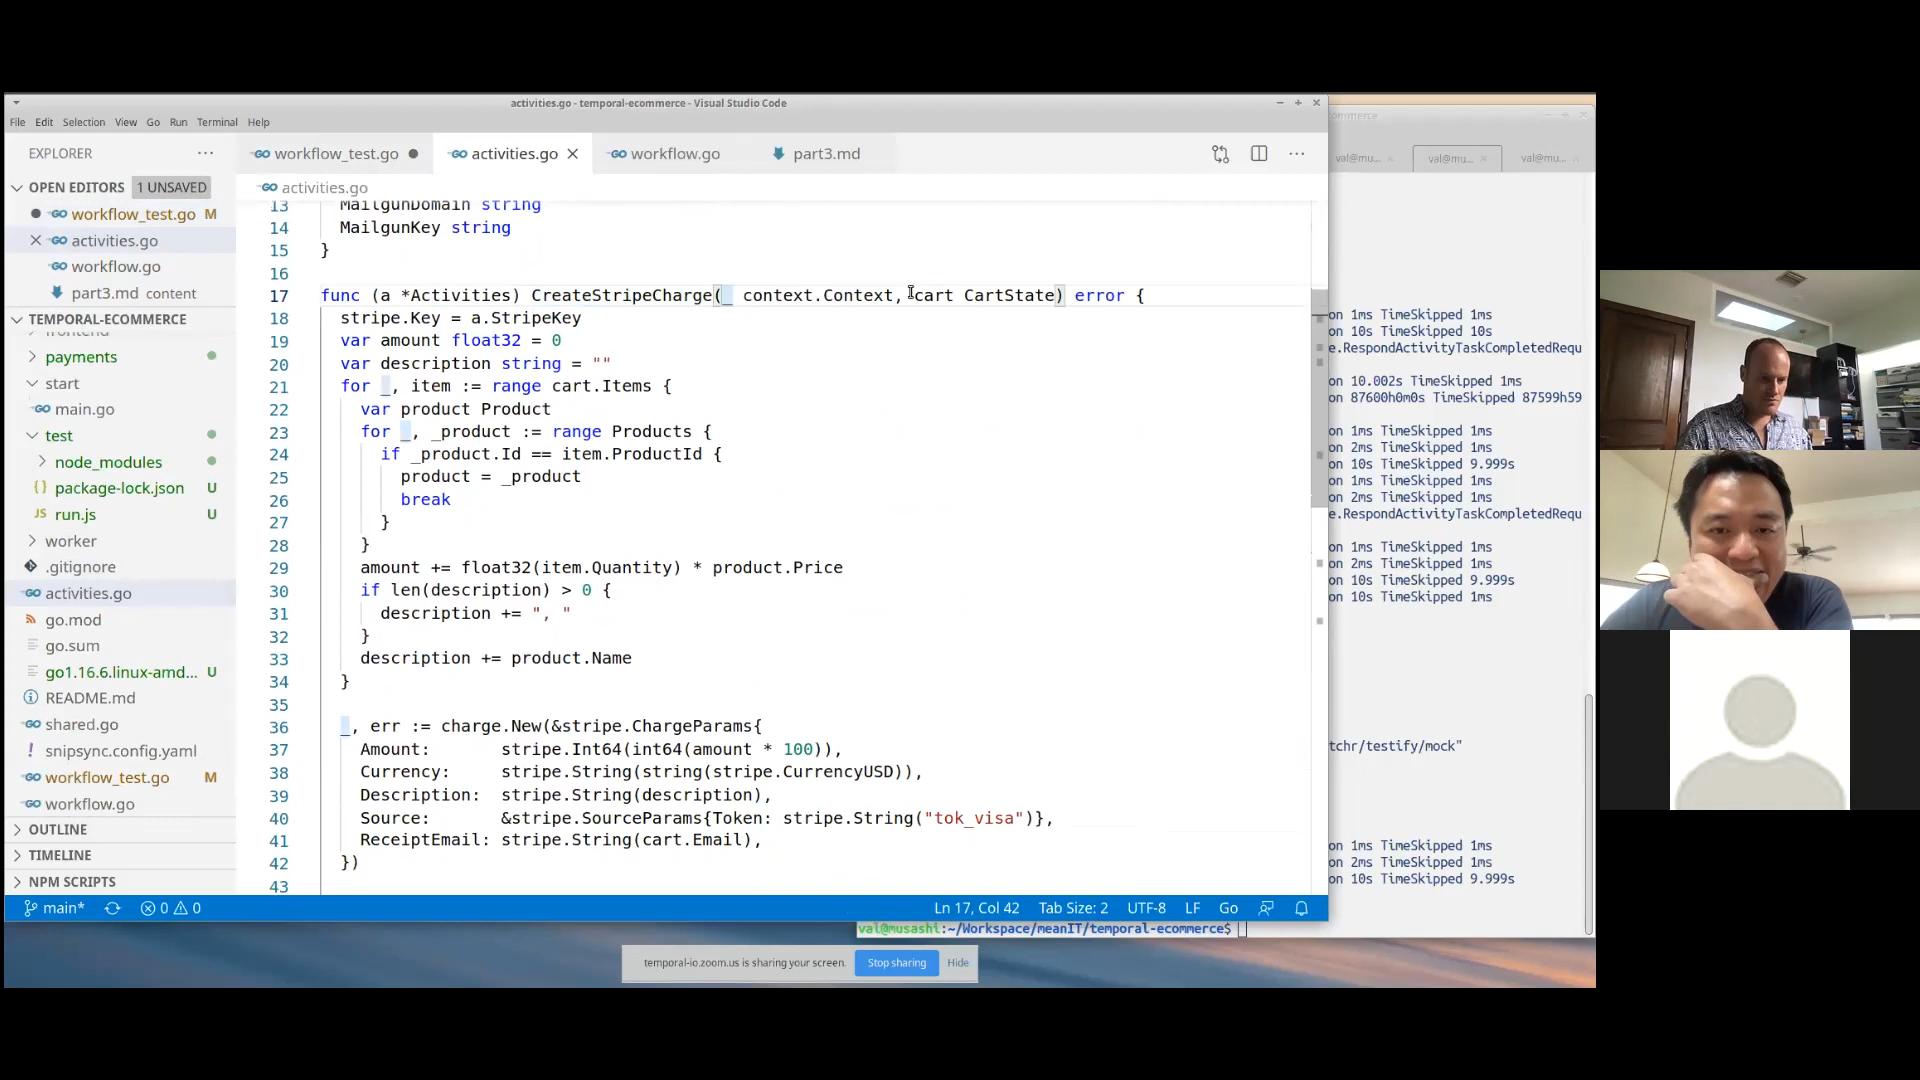 activities.go - temporal-ecommerce - Visual Studio Code
File Edit Selection View Go Run Terminal Help
EXPLORER
OPEN EDITORS 1 UNSAVED
workflow_test.go M
activities.go
workflow.go
part3.md content
TEMPORAL-ECOMMERCE
frontend
payments
start
main.go
test
node_modules
package-lock.json U
JS run.js U
worker
.gitignore
activities.go
go.mod
go.sum
go1.16.6.linux-amd... U
README.md
shared.go
snipsync.config.yaml
workflow_test.go M
workflow.go
OUTLINE
TIMELINE
NPM SCRIPTS
workflow_test.go
activities.go
workflow.go
part3.md
activities.go
13 MailgunDomain string
14 MailgunKey string
15 }
16
17 func (a *Activities) CreateStripeCharge(_ context.Context, cart CartState) error {
18 stripe.Key = a.StripeKey
19 var amount float32 = 0
20 var description string = ""
21 for _, item := range cart.Items {
22 var product Product
23 for _, _product := range Products {
24 if _product.Id == item.ProductId {
25 product = _product
26 break
27 }
28 }
29 amount += float32(item.Quantity) * product.Price
30 if len(description) > 0 {
31 description += ", "
32 }
33 description += product.Name
34 }
35
36 _, err := charge.New(&stripe.ChargeParams{
37 Amount: stripe.Int64(int64(amount * 100)),
38 Currency: stripe.String(string(stripe.CurrencyUSD)),
39 Description: stripe.String(description),
40 Source: &stripe.SourceParams{Token: stripe.String("tok_visa")},
41 ReceiptEmail: stripe.String(cart.Email),
42 })
43
main* 0 0 Ln 17, Col 42 Tab Size: 2 UTF-8 LF Go
ommerce
val@mu... val@mu... val@mu...
on 1ms TimeSkipped 1ms
on 10s TimeSkipped 10s
e.RespondActivityTaskCompletedRequ
on 10.002s TimeSkipped 1ms
on 87600h0m0s TimeSkipped 87599h59
on 1ms TimeSkipped 1ms
on 2ms TimeSkipped 1ms
on 10s TimeSkipped 9.999s
on 1ms TimeSkipped 1ms
on 2ms TimeSkipped 1ms
e.RespondActivityTaskCompletedRequ
on 1ms TimeSkipped 1ms
on 2ms TimeSkipped 1ms
on 10s TimeSkipped 9.999s
on 10s TimeSkipped 1ms
tchr/testify/mock"
on 1ms TimeSkipped 1ms
on 2ms TimeSkipped 1ms
on 10s TimeSkipped 9.999s
val@musashi:~/Workspace/meanIT/temporal-ecommerce$
temporal-io.zoom.us is sharing your screen. Stop sharing Hide